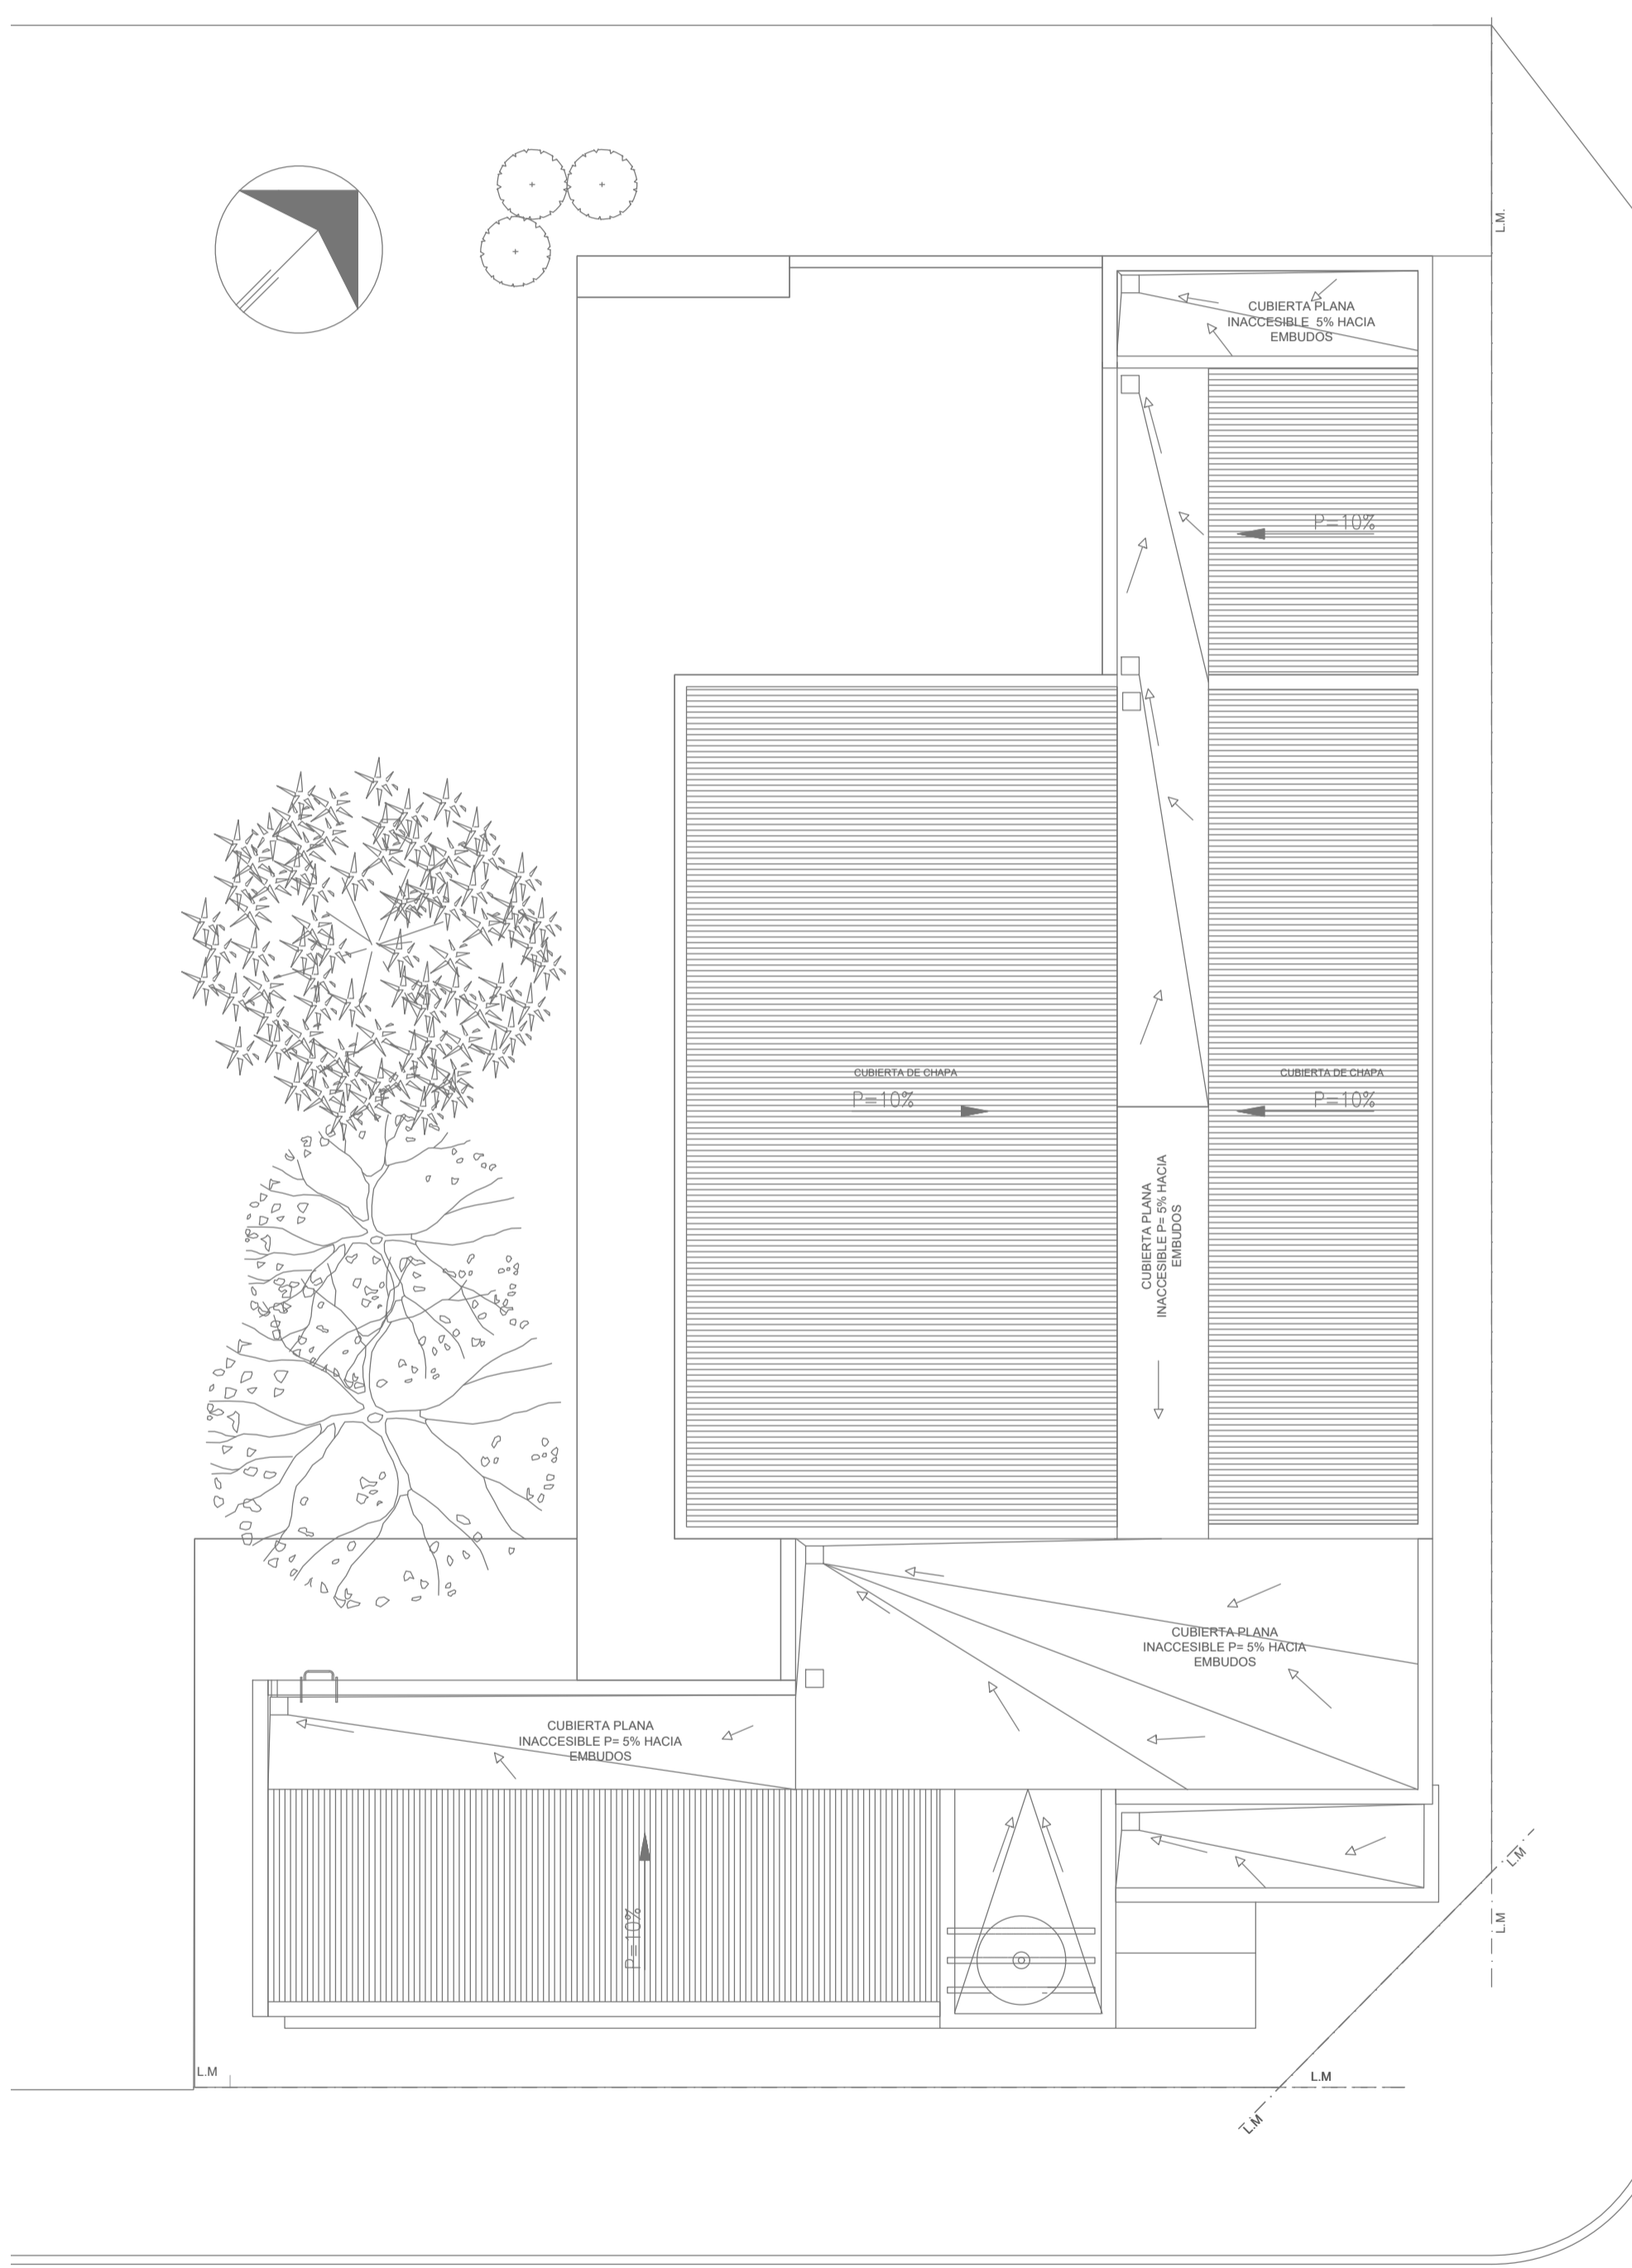 L.M.
CUBIERTA PLANA
INACCESIBLE 5% HACIA
EMBUDOS
P=10%
CUBIERTA DE CHAPA
P=10%
CUBIERTA DE CHAPA
P=10%
CUBIERTA PLANA
INACCESIBLE P= 5% HACIA
EMBUDOS
CUBIERTA PLANA
INACCESIBLE P= 5% HACIA
EMBUDOS
CUBIERTA PLANA
INACCESIBLE P= 5% HACIA
EMBUDOS
P=10%
L.M
L.M
L.M
L.M
L.M